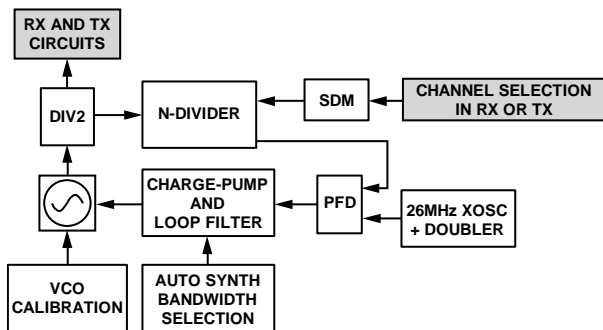 RX AND TX
CIRCUITS
DIV2
N-DIVIDER
SDM
CHANNEL SELECTION
IN RX OR TX
CHARGE-PUMP
AND
LOOP FILTER
PFD
26MHz XOSC
+ DOUBLER
VCO
CALIBRATION
AUTO SYNTH
BANDWIDTH
SELECTION